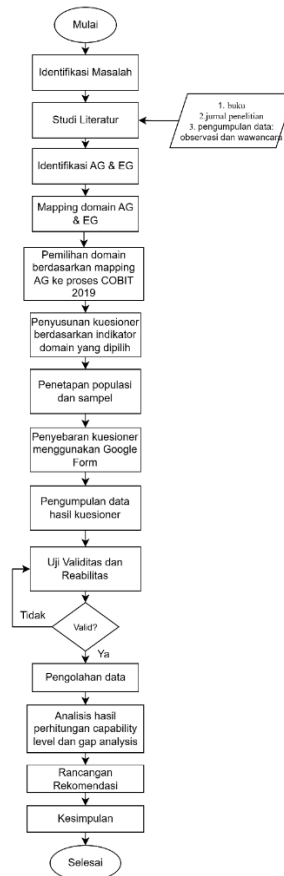 Mulai
Identifikasi Masalah
Studi Literatur
1. buku
2.jurnal penelitian
3. pengumpulan data:
observasi dan wawancara
Identifikasi AG & EG
Mapping domain AG
& EG
Pemilihan domain
berdasarkan mapping
AG ke proses COBIT
2019
Penyusunan kuesioner
berdasarkan indikator
domain yang dipilih
Penetapan populasi
dan sampel
Penyebaran kuesioner
menggunakan Google
Form
Pengumpulan data
hasil kuesioner
Uji Validitas dan
Reabilitas
Tidak
Valid?
Ya
Pengolahan data
Analisis hasil
perhitungan capability
level dan gap analysis
Rancangan
Rekomendasi
Kesimpulan
Selesai